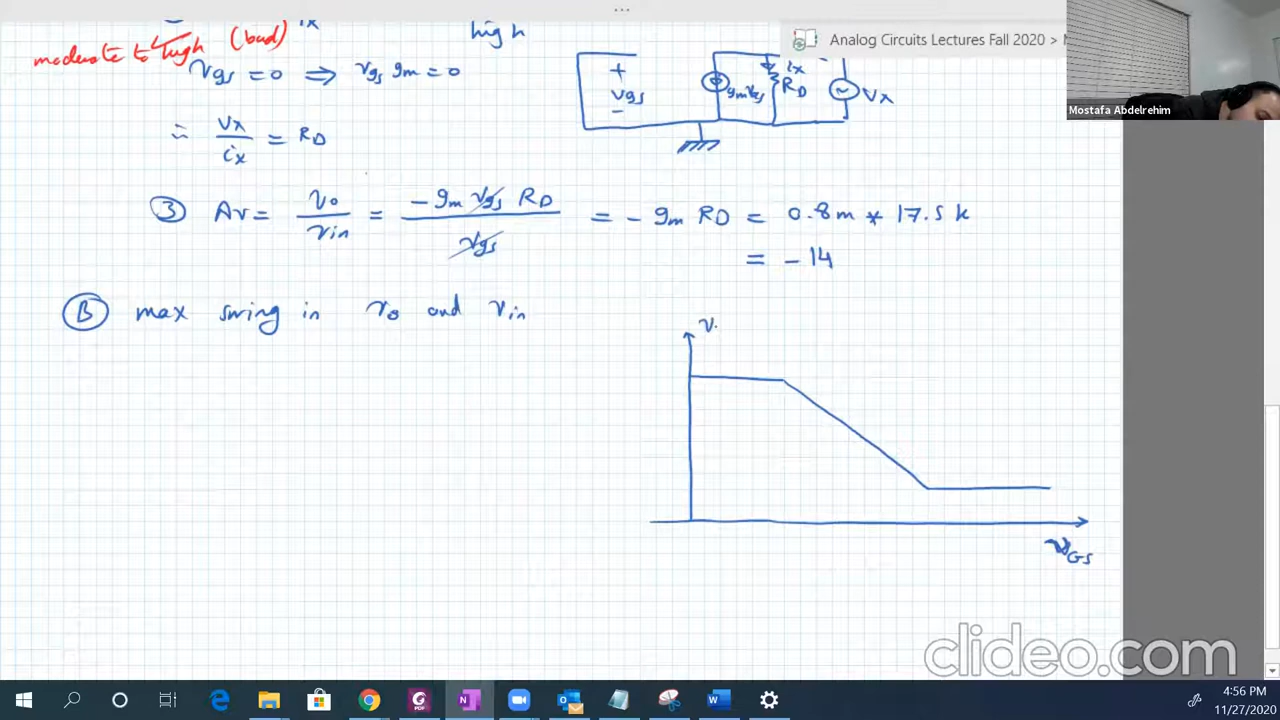 Analog Circuits Lectures Fall 2020 >
Mostafa Abdelrehim
ix
high
moderate to high (bad)
vgs = 0 ⇒ vgs gm = 0
+
vgs
−
gmvgs
ix
RD
Vx
∴ vx / ix = RD
③ Av = vo / vin = −gm vgs RD / vgs = − gm RD = 0.8m * 17.5 k
= − 14
Ⓑ max swing in vo and vin
v.
vGS
clideo.com
4:56 PM
11/27/2020